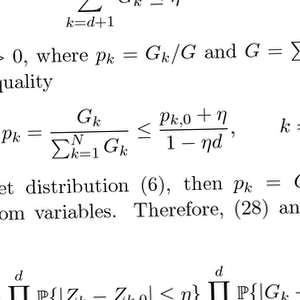 \sum_{k=d+1} G_k \leq \eta
> 0, where p_k = G_k/G and G = \sum
quality
p_k = \frac{G_k}{\sum_{k=1}^{N} G_k} \leq \frac{p_{k,0} + \eta}{1 - \eta d}, k =
et distribution (6), then p_k =
om variables. Therefore, (28) an
\prod^{d} \mathbb{P}\{|Z_k - Z_{k,0}| \leq \eta\} \prod^{d} \mathbb{P}\{|G_k